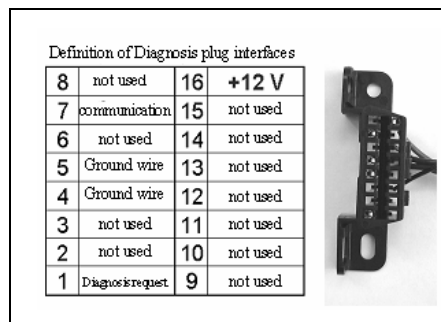 Definition of Diagnosis plug interfaces
8 not used 16 +12 V
7 communication 15 not used
6 not used 14 not used
5 Ground wire 13 not used
4 Ground wire 12 not used
3 not used 11 not used
2 not used 10 not used
1 Diagnosis request 9 not used